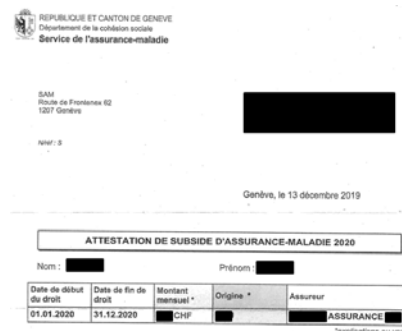 REPUBLIQUE ET CANTON DE GENEVE
Département de la cohésion sociale
Service de l'assurance-maladie
SAM
Route de Frontenex 62
1207 Genève
N/réf : S
Genève, le 13 décembre 2019
ATTESTATION DE SUBSIDE D'ASSURANCE-MALADIE 2020
Nom : Prénom :
Date de début du droit Date de fin de droit Montant mensuel * Origine * Assureur
01.01.2020 31.12.2020 CHF ASSURANCE